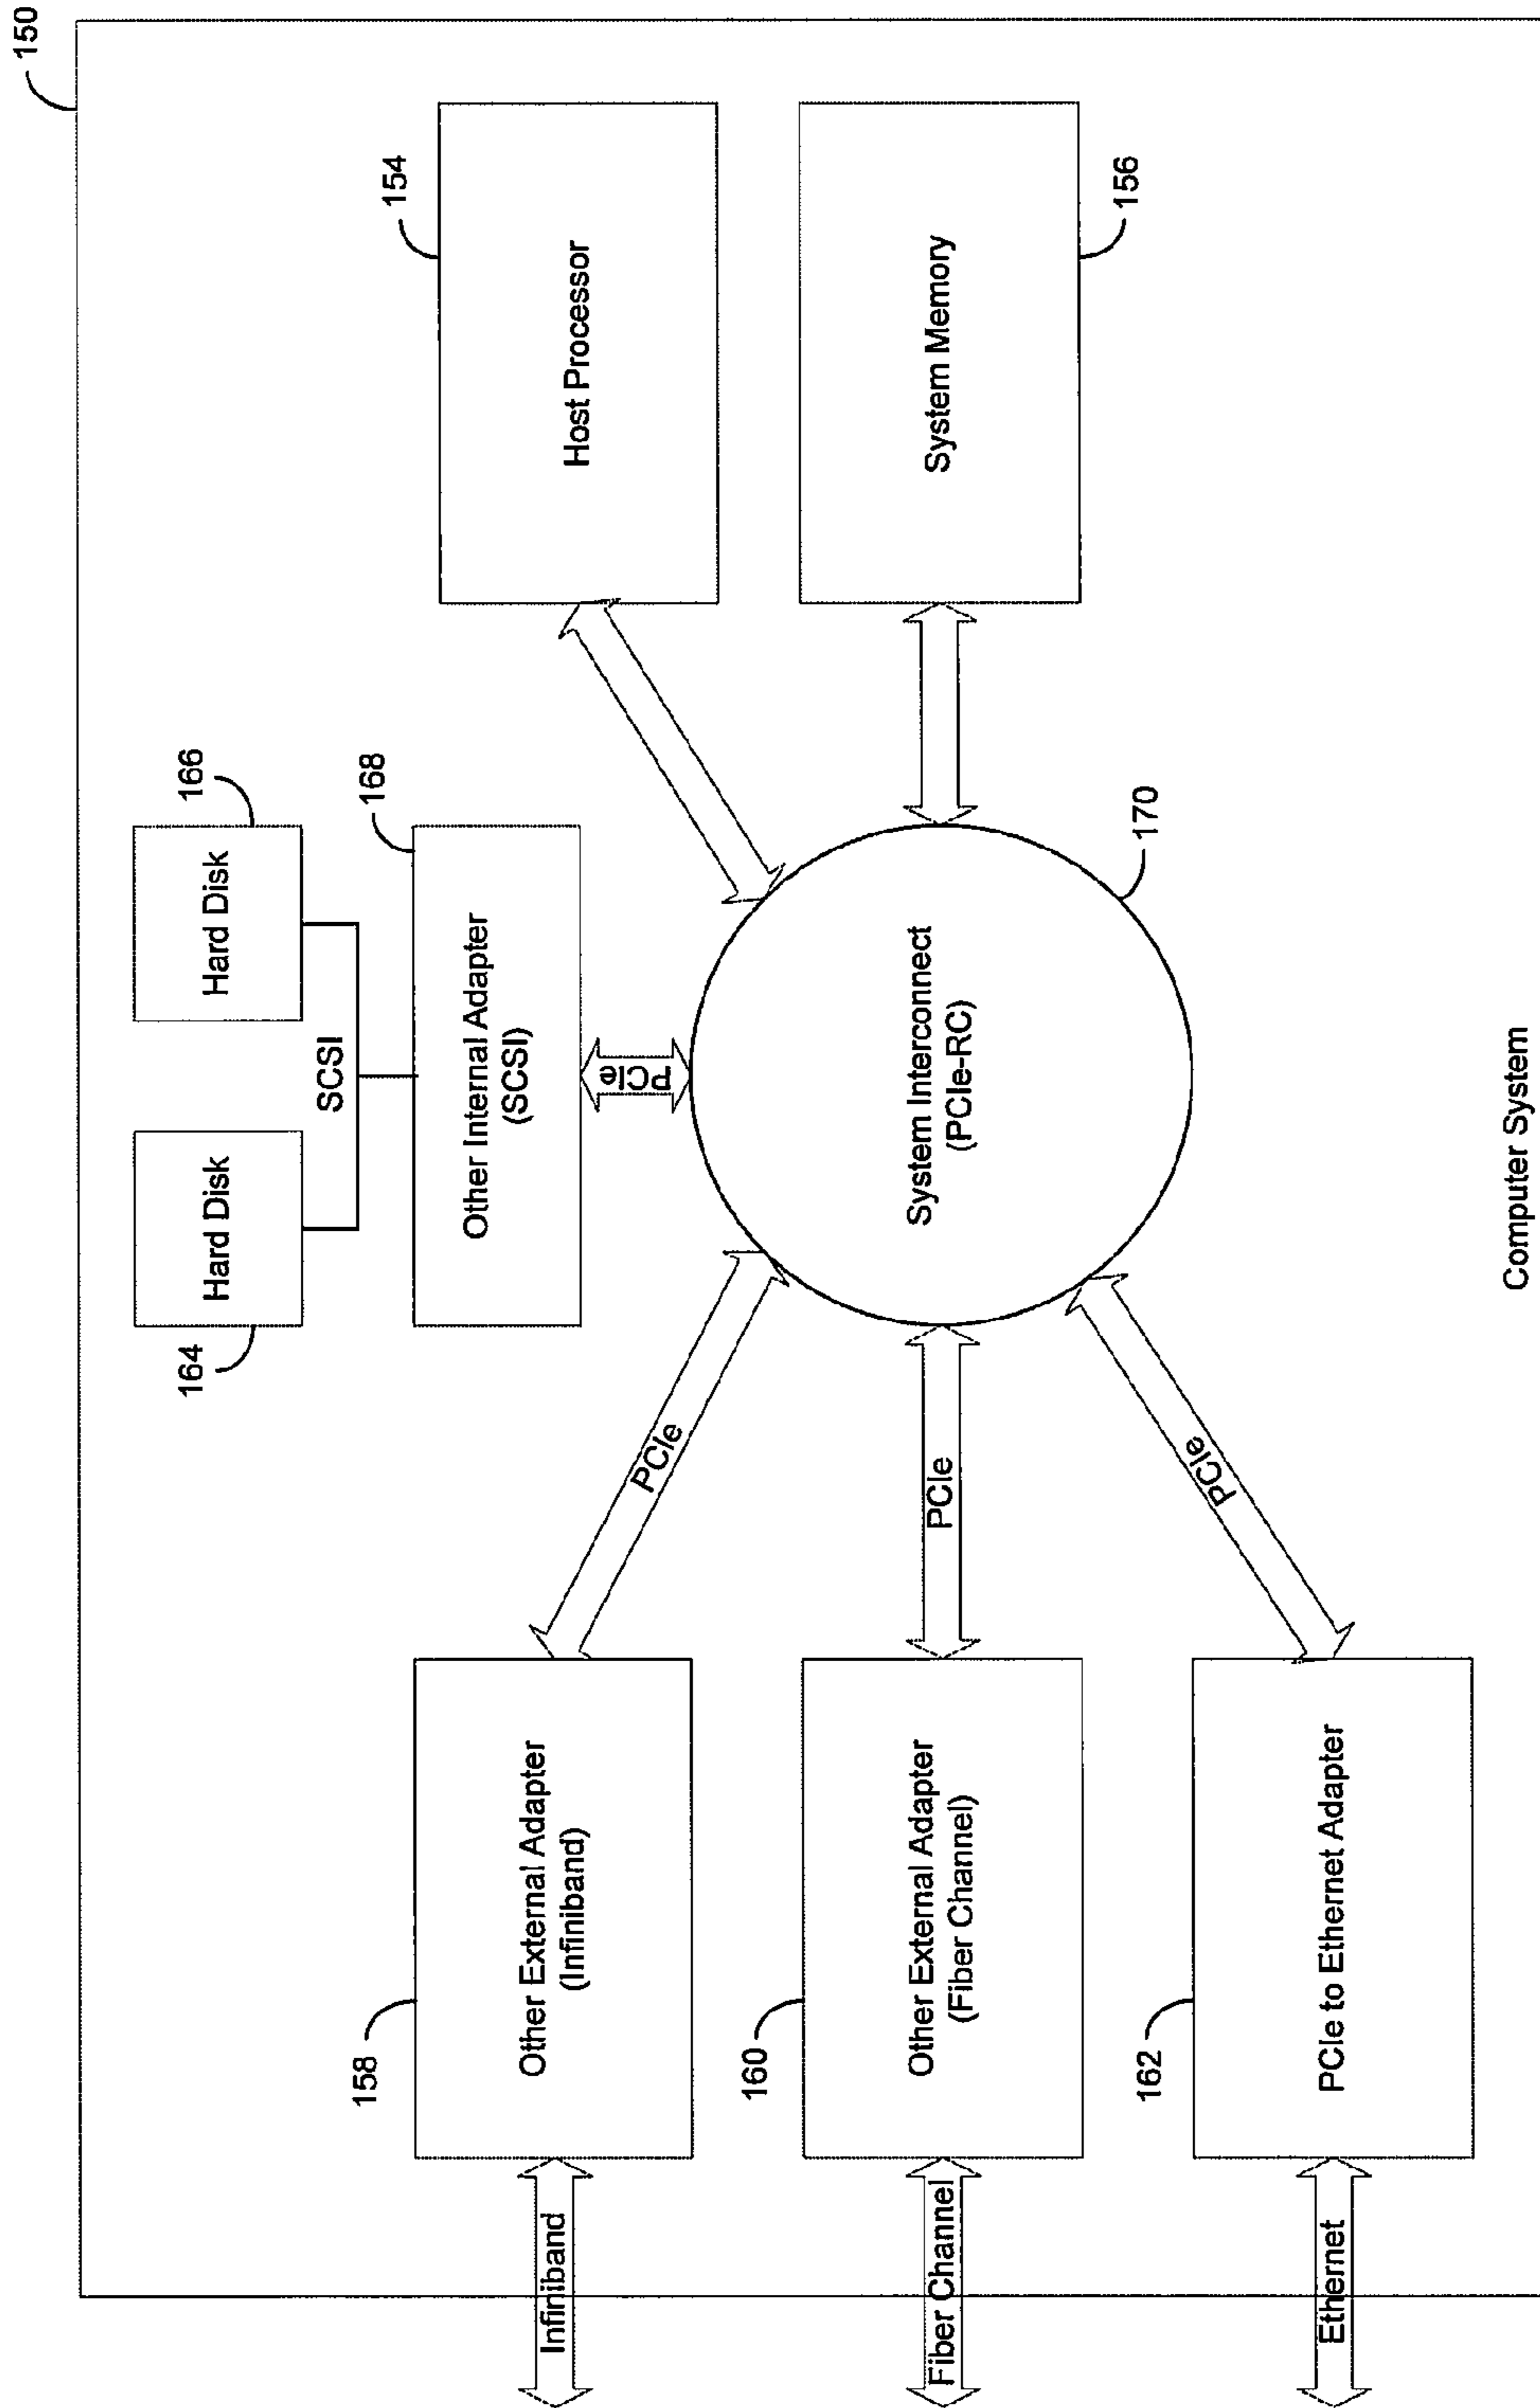 150
Hard Disk
164
Hard Disk
166
SCSI
Other Internal Adapter
(SCSI)
168
Host Processor
154
System Memory
156
System Interconnect
(PCIe-RC)
170
PCIe
PCIe
PCIe
PCIe
Other External Adapter
(Infiniband)
158
Other External Adapter
(Fiber Channel)
160
PCIe to Ethernet Adapter
162
Infiniband
Fiber Channel
Ethernet
Computer System